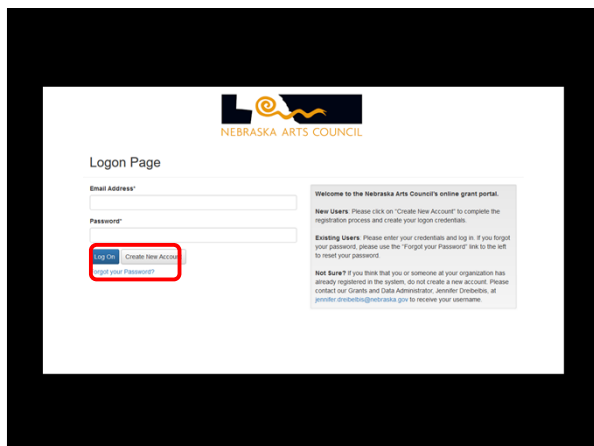 NEBRASKA ARTS COUNCIL
Logon Page
Email Address*
Password*
Log On Create New Account
Forgot your Password?
Welcome to the Nebraska Arts Council's online grant portal.
New Users: Please click on "Create New Account" to complete the
registration process and create your logon credentials.
Existing Users: Please enter your credentials and log in. If you forgot
your password, please use the "Forgot your Password" link to the left
to reset your password.
Not Sure? If you think that you or someone at your organization has
already registered in the system, do not create a new account. Please
contact our Grants and Data Administrator, Jennifer Dreibelbis, at
jennifer.dreibelbis@nebraska.gov to receive your username.